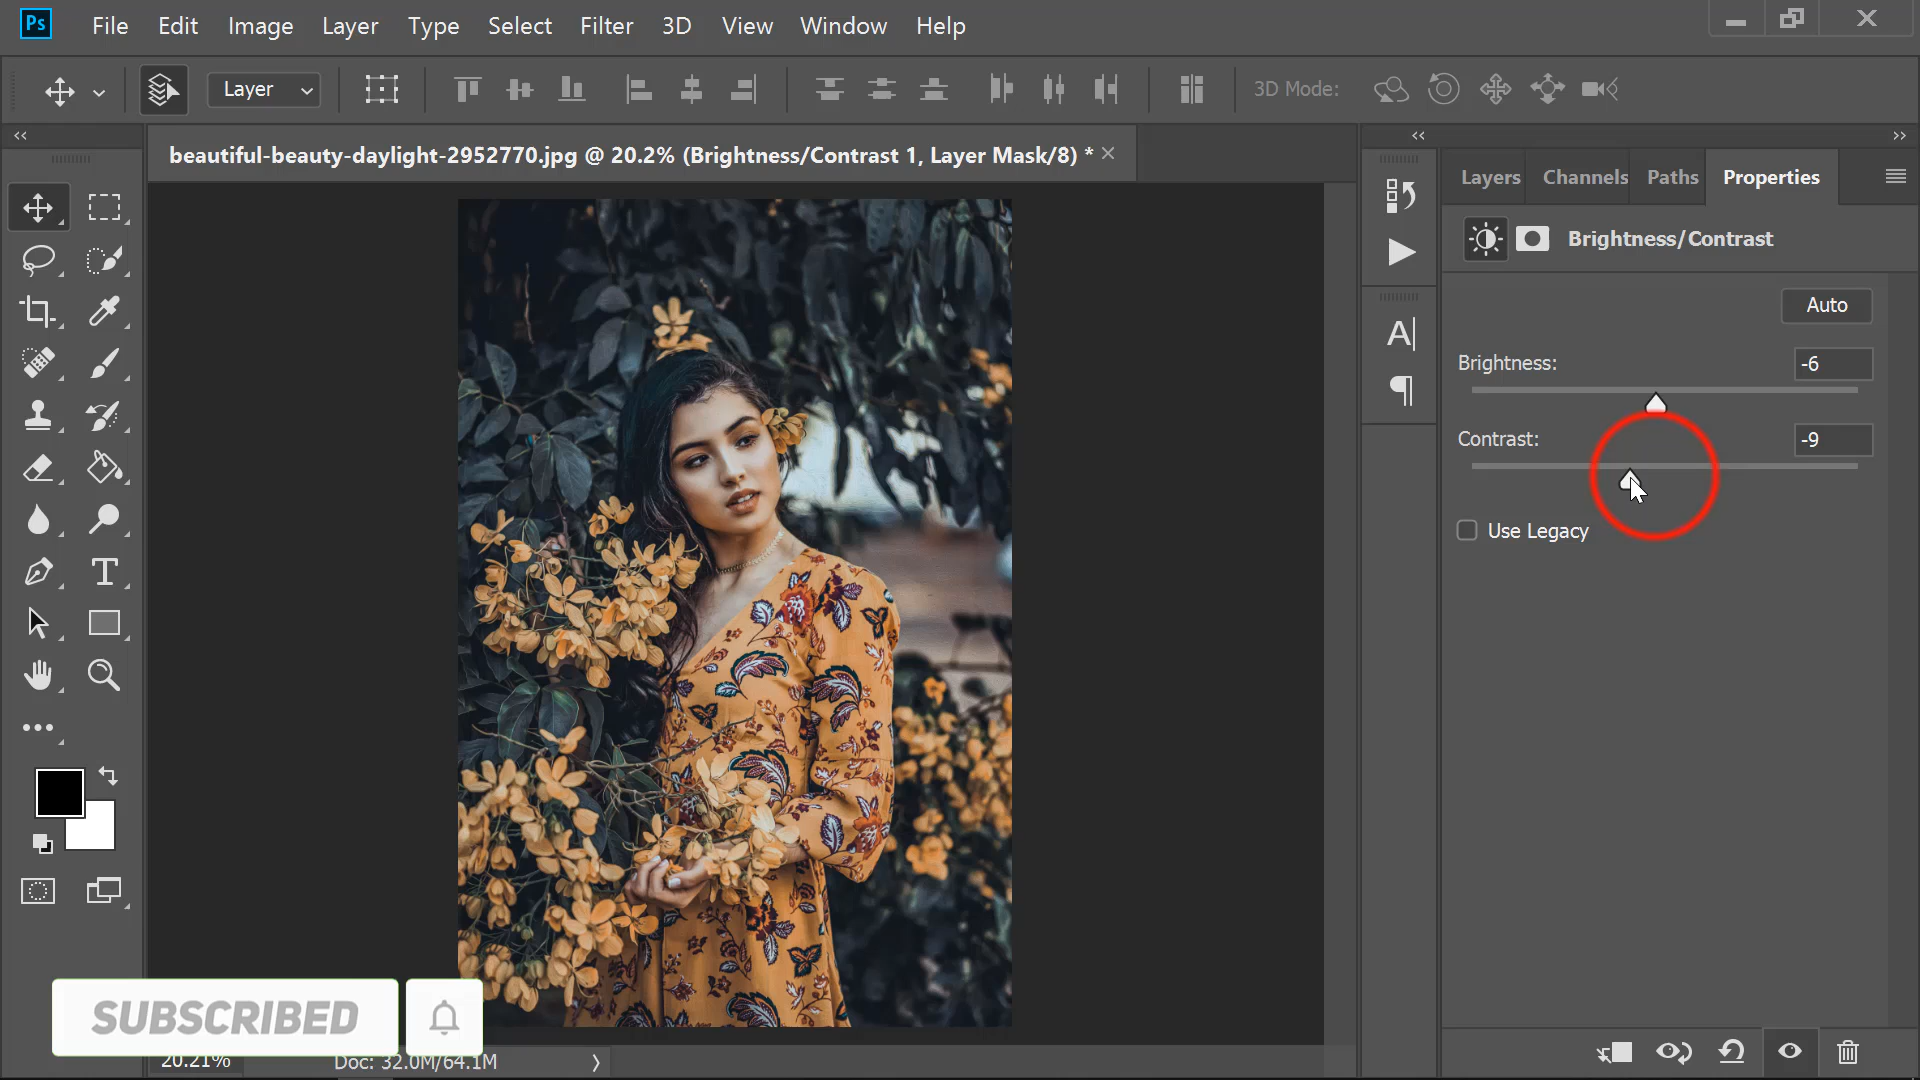 Ps File Edit Image Layer Type Select Filter 3D View Window Help
Layer 3D Mode:
beautiful-beauty-daylight-2952770.jpg @ 20.2% (Brightness/Contrast 1, Layer Mask/8) *
Layers Channels Paths Properties
Brightness/Contrast
Auto
Brightness: -6
Contrast: -9
Use Legacy
SUBSCRIBED
20.21% Doc: 32.0M/64.1M